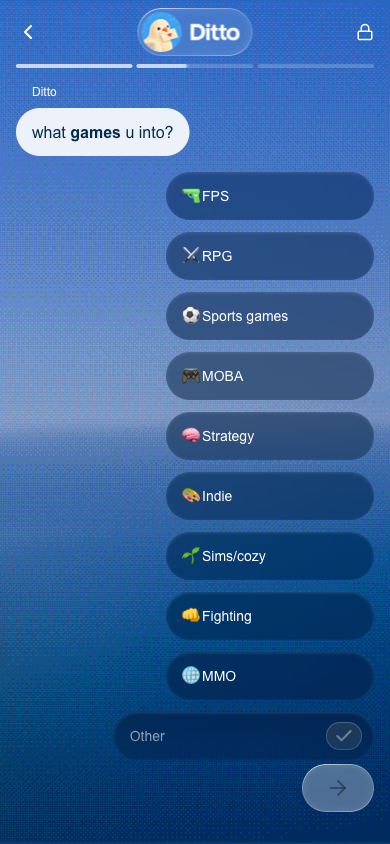 Ditto
Ditto
what games u into?
FPS
RPG
Sports games
MOBA
Strategy
Indie
Sims/cozy
Fighting
MMO
Other